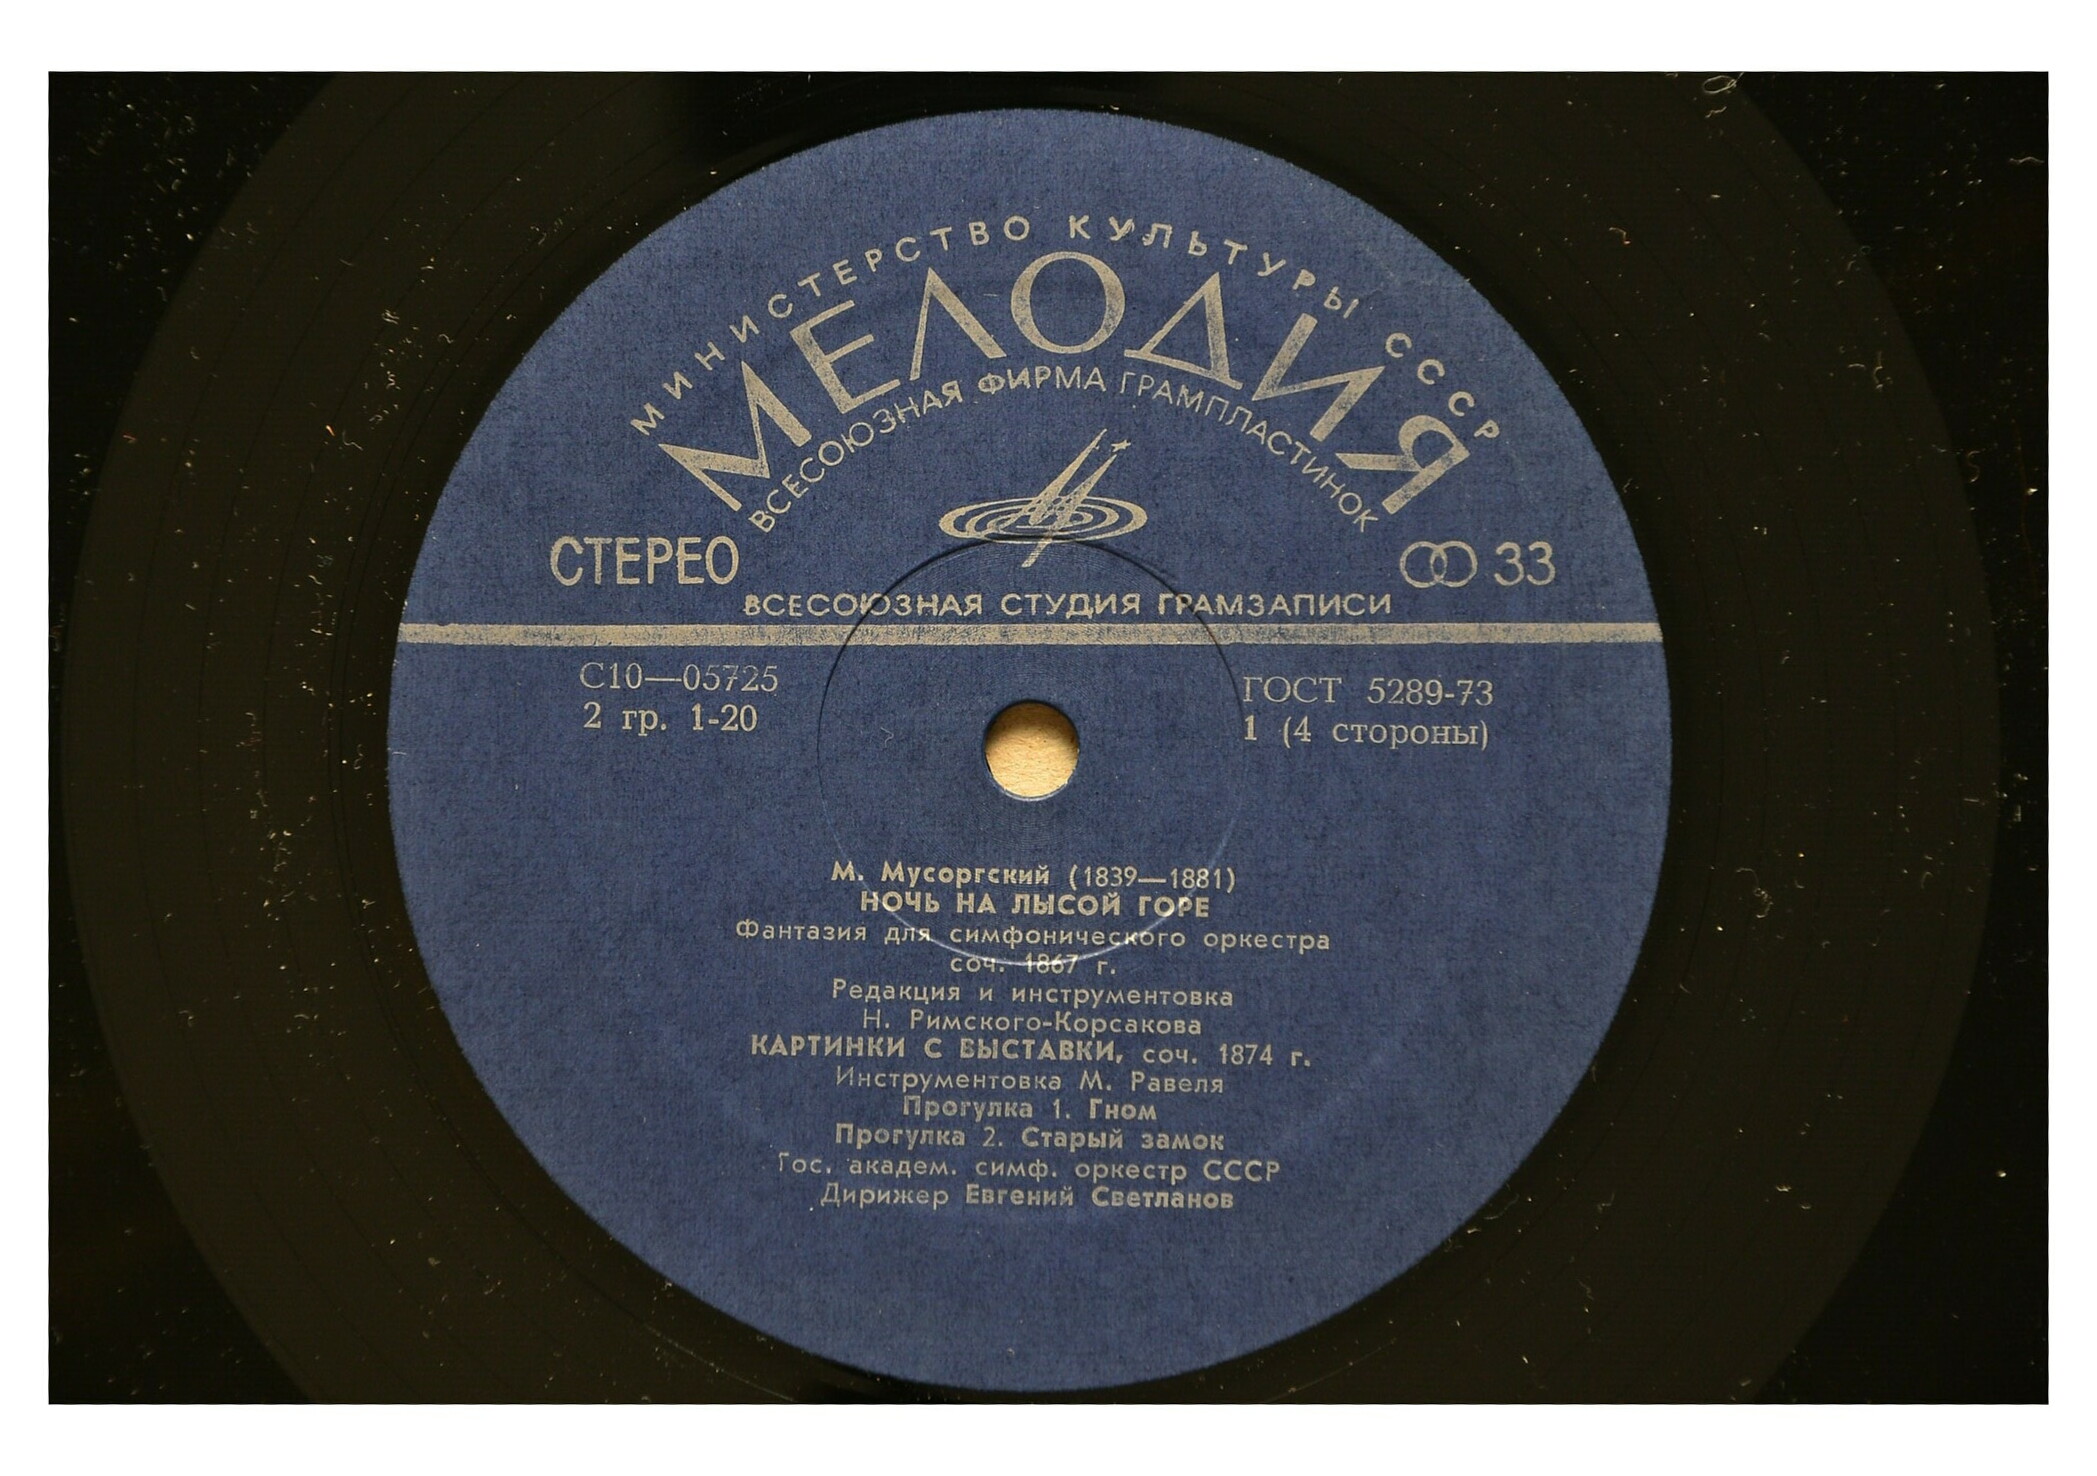 МИНИСТЕРСТВО КУЛЬТУРЫ СССР
МЕЛОДИЯ
ВСЕСОЮЗНАЯ ФИРМА ГРАМПЛАСТИНОК
СТЕРЕО
33
ВСЕСОЮЗНАЯ СТУДИЯ ГРАМЗАПИСИ
С10—05725
2 гр. 1-20
ГОСТ 5289-73
1 (4 стороны)
М. Мусоргский (1839—1881)
НОЧЬ НА ЛЫСОЙ ГОРЕ
Фантазия для симфонического оркестра
соч. 1867 г.
Редакция и инструментовка
Н. Римского-Корсакова
КАРТИНКИ С ВЫСТАВКИ, соч. 1874 г.
Инструментовка М. Равеля
Прогулка 1. Гном
Прогулка 2. Старый замок
Гос. академ. симф. оркестр СССР
Дирижер Евгений Светланов